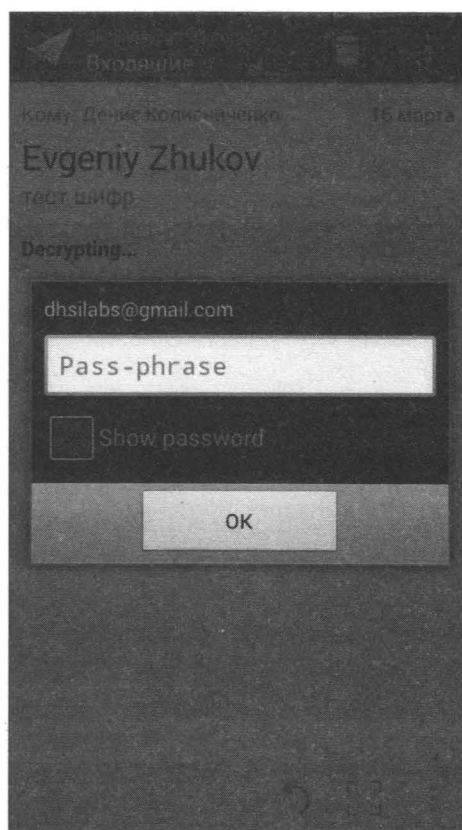 Входящие
Кому: Денис Колисниченко 16 марта
Evgeniy Zhukov
тест шифр
Decrypting...
dhsilabs@gmail.com
Pass-phrase
Show password
OK